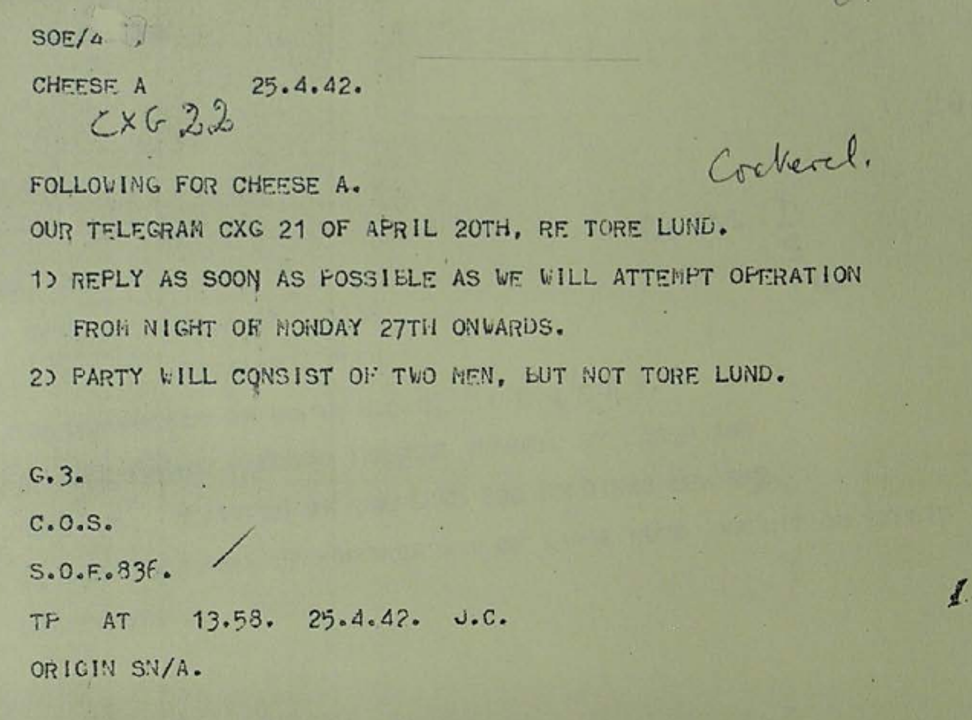 SOE/4
CHEESE A 25.4.42.
CXG 22
Cockerel.
FOLLOWING FOR CHEESE A.
OUR TELEGRAM CXG 21 OF APRIL 20TH, RE TORE LUND.
1) REPLY AS SOON AS POSSIBLE AS WE WILL ATTEMPT OPERATION
FROM NIGHT OF MONDAY 27TH ONWARDS.
2) PARTY WILL CONSIST OF TWO MEN, BUT NOT TORE LUND.
G.3.
C.O.S.
S.O.E.836.
TP AT 13.58. 25.4.42. J.C.
ORIGIN SN/A.